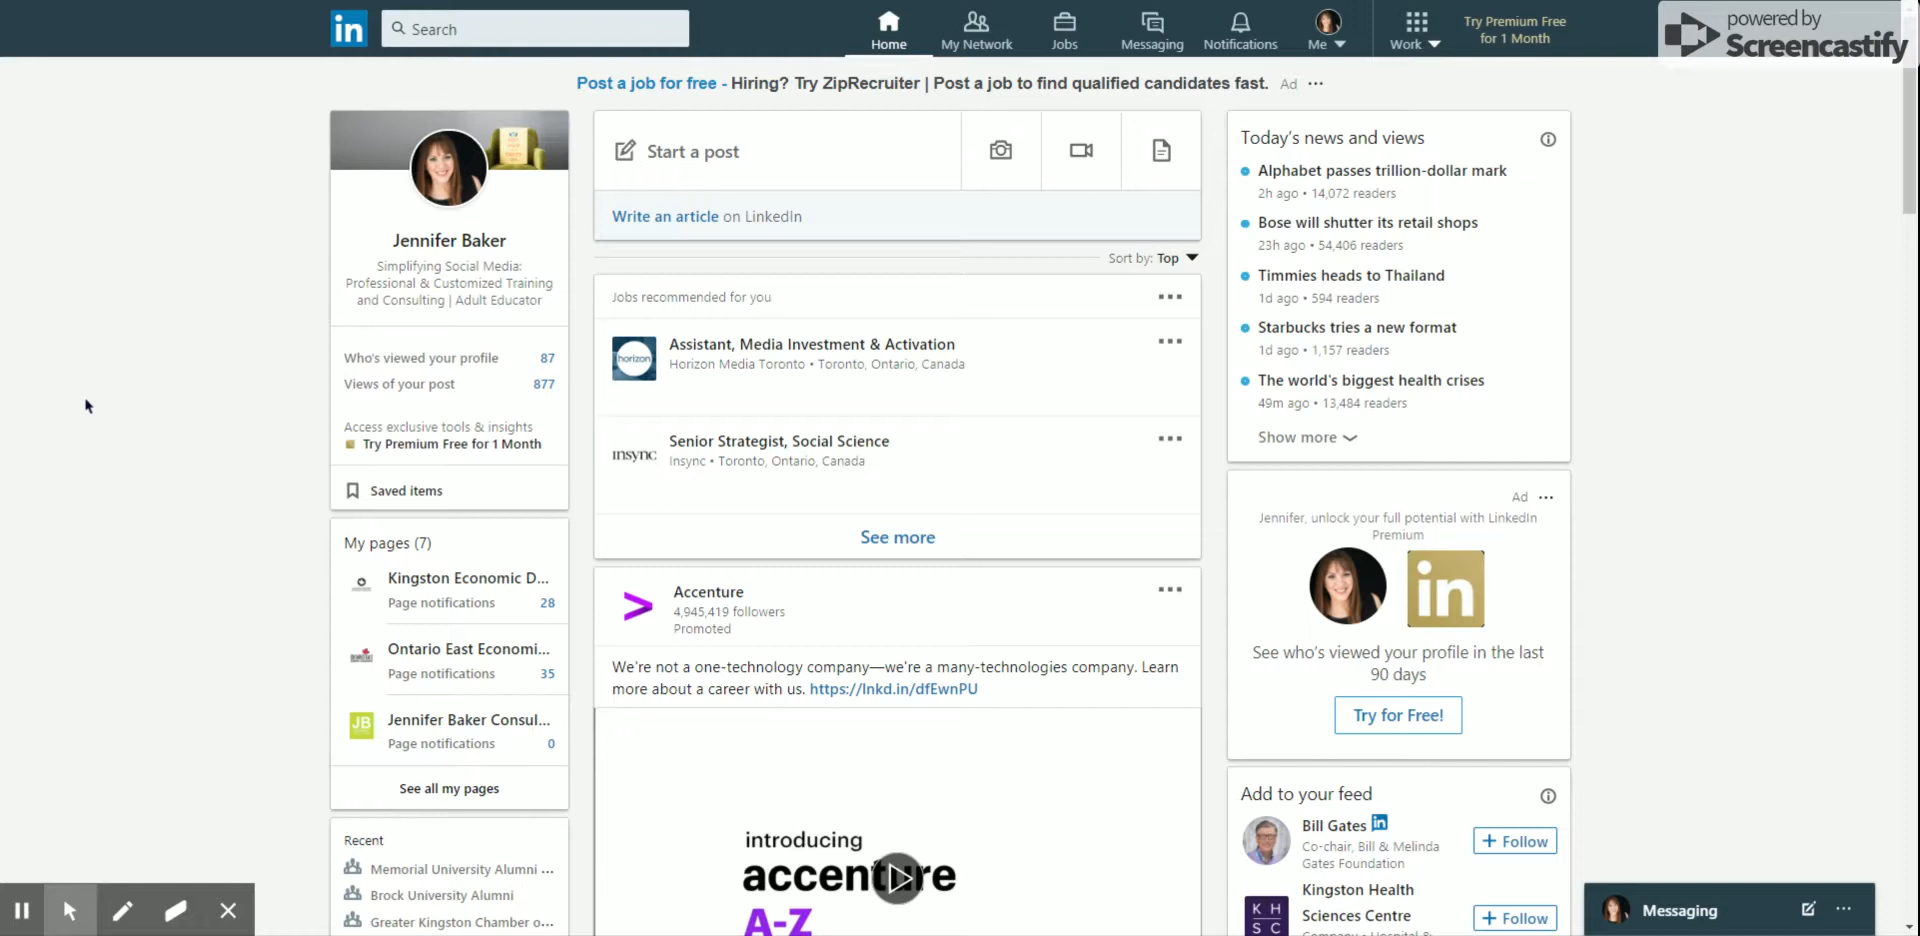 in
Search
Home
My Network
Jobs
Messaging
Notifications
Me
Work
Try Premium Free
for 1 Month
powered by
Screencastify
Post a job for free - Hiring? Try ZipRecruiter | Post a job to find qualified candidates fast. Ad ...
Jennifer Baker
Simplifying Social Media:
Professional & Customized Training
and Consulting | Adult Educator
Who's viewed your profile 87
Views of your post 877
Access exclusive tools & insights
Try Premium Free for 1 Month
Saved items
My pages (7)
Kingston Economic D...
Page notifications 28
Ontario East Economi...
Page notifications 35
JB
Jennifer Baker Consul...
Page notifications 0
See all my pages
Recent
Memorial University Alumni ...
Brock University Alumni
Greater Kingston Chamber o...
Start a post
Write an article on LinkedIn
Sort by: Top
Jobs recommended for you
horizon
Assistant, Media Investment & Activation
Horizon Media Toronto • Toronto, Ontario, Canada
insync
Senior Strategist, Social Science
Insync • Toronto, Ontario, Canada
See more
Accenture
4,945,419 followers
Promoted
We're not a one-technology company—we're a many-technologies company. Learn
more about a career with us. https://lnkd.in/dfEwnPU
introducing
accenture
A-Z
Today's news and views
Alphabet passes trillion-dollar mark
2h ago • 14,072 readers
Bose will shutter its retail shops
23h ago • 54,406 readers
Timmies heads to Thailand
1d ago • 594 readers
Starbucks tries a new format
1d ago • 1,157 readers
The world's biggest health crises
49m ago • 13,484 readers
Show more
Ad ...
Jennifer, unlock your full potential with LinkedIn
Premium
in
See who's viewed your profile in the last
90 days
Try for Free!
Add to your feed
Bill Gates in
Co-chair, Bill & Melinda
Gates Foundation
+ Follow
KH
SC
Kingston Health
Sciences Centre
Company • Hospital &
+ Follow
Messaging